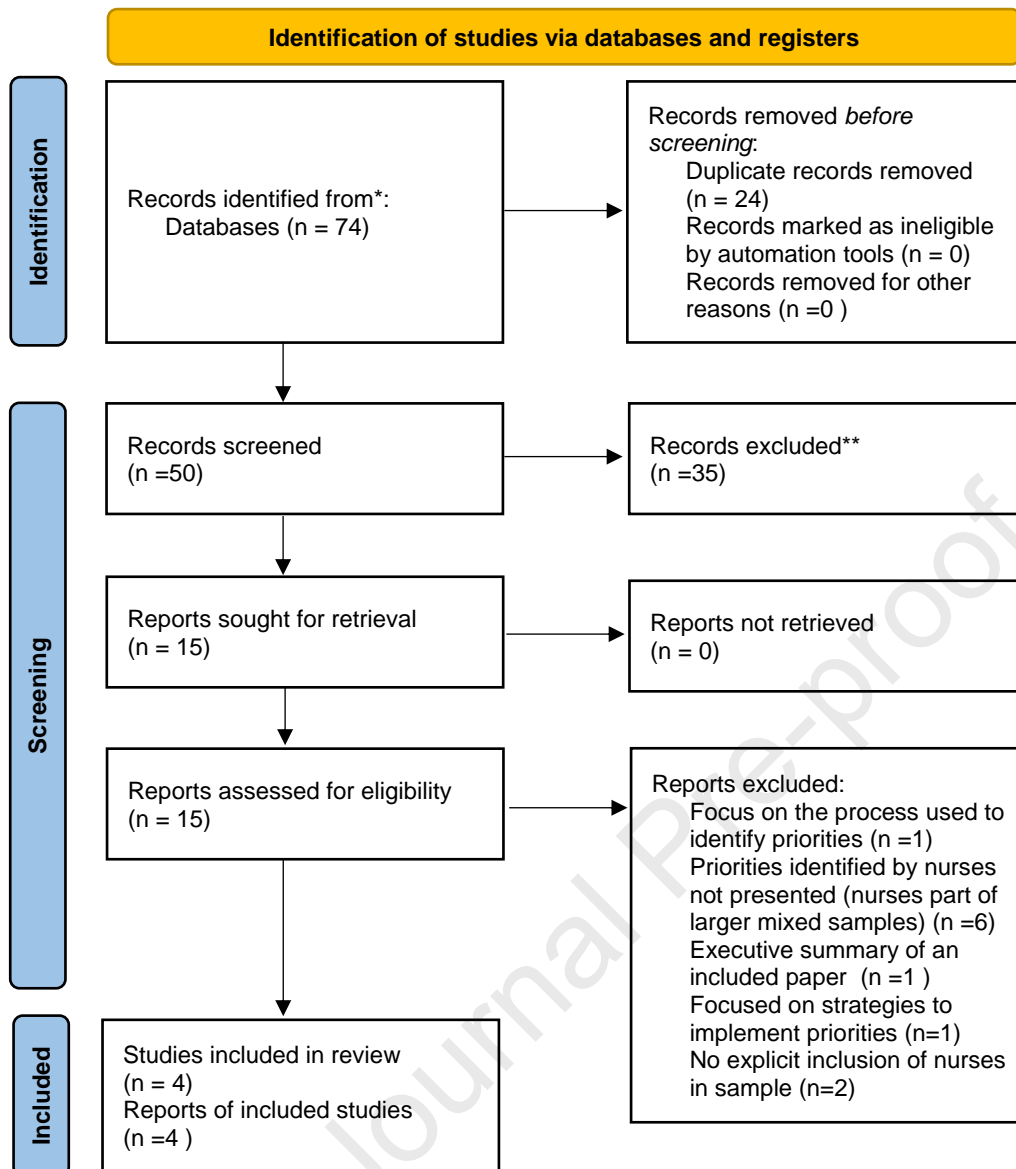 Identification of studies via databases and registers
Identification
Records identified from*:
Databases (n = 74)
Records removed before
screening:
Duplicate records removed
(n = 24)
Records marked as ineligible
by automation tools (n = 0)
Records removed for other
reasons (n =0 )
Screening
Records screened
(n =50)
Records excluded**
(n =35)
Reports sought for retrieval
(n = 15)
Reports not retrieved
(n = 0)
Reports assessed for eligibility
(n = 15)
Reports excluded:
Focus on the process used to
identify priorities (n =1)
Priorities identified by nurses
not presented (nurses part of
larger mixed samples) (n =6)
Executive summary of an
included paper (n =1 )
Focused on strategies to
implement priorities (n=1)
No explicit inclusion of nurses
in sample (n=2)
Included
Studies included in review
(n = 4)
Reports of included studies
(n =4 )
Journal Pre-proof